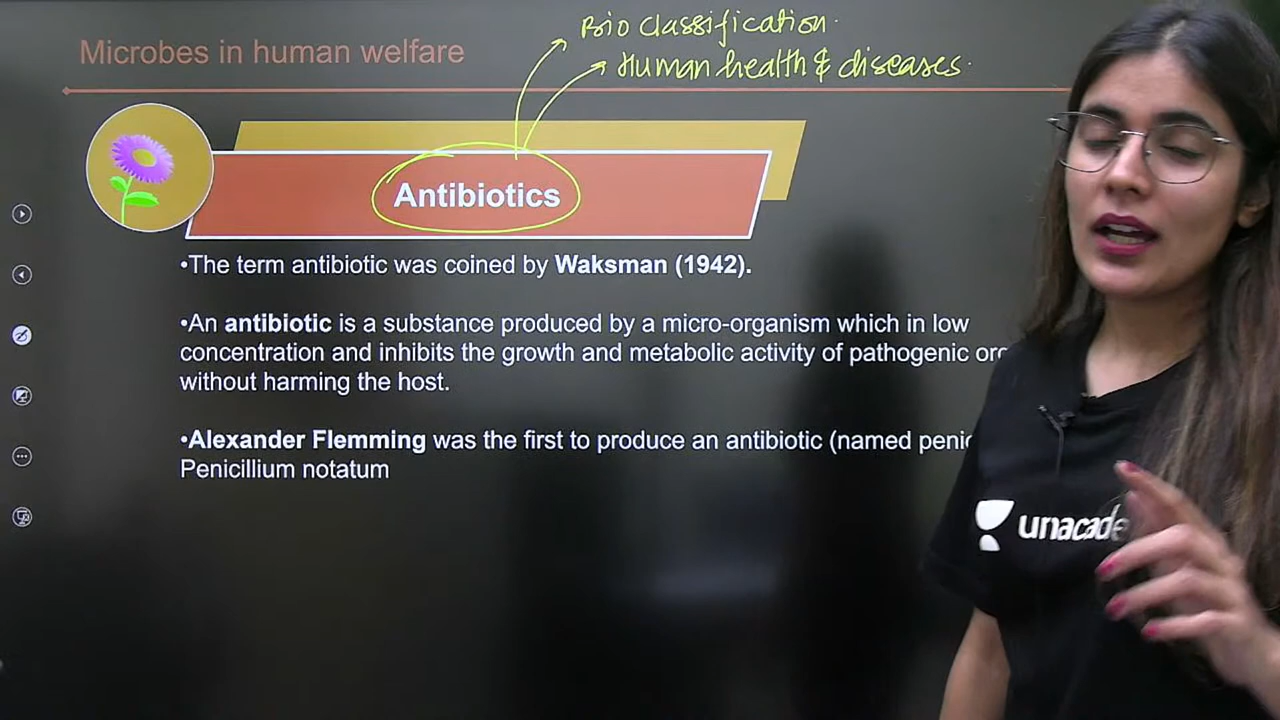 Bio classification
Microbes in human welfare
Human health & diseases
Antibiotics
•The term antibiotic was coined by Waksman (1942).
•An antibiotic is a substance produced by a micro-organism which in low
concentration and inhibits the growth and metabolic activity of pathogenic
without harming the host.
•Alexander Flemming was the first to produce an antibiotic (named
Penicillium notatum